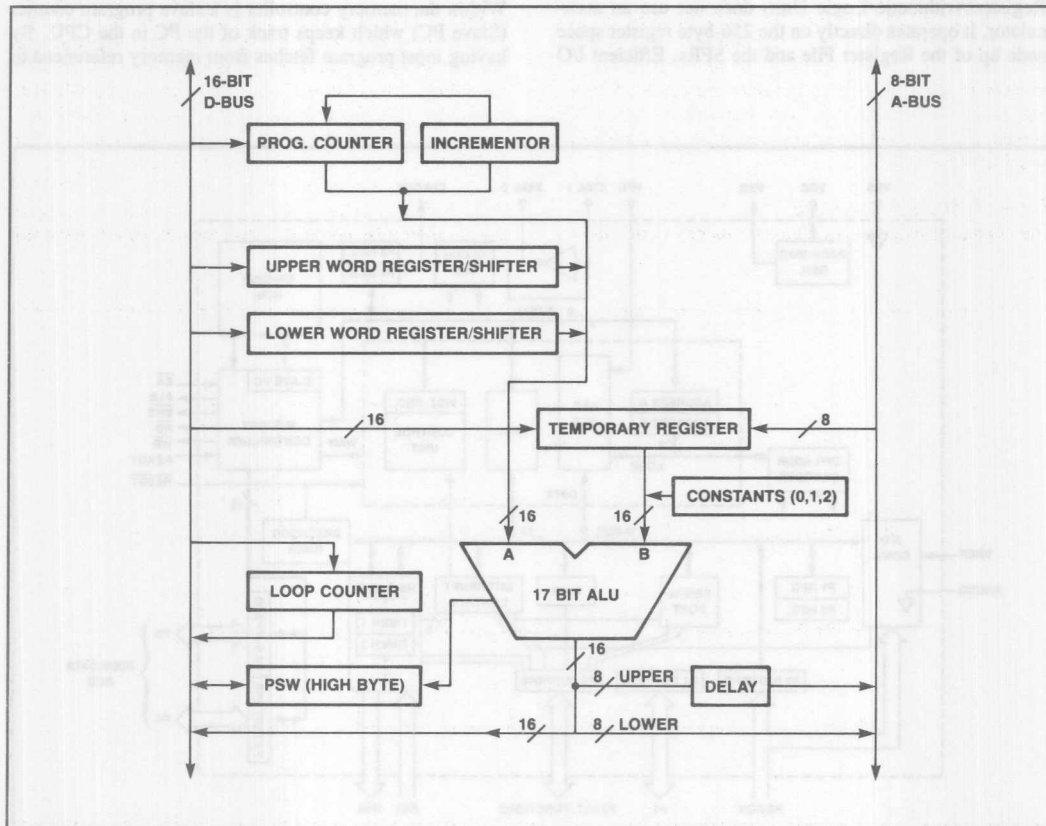 16-BIT
D-BUS
8-BIT
A-BUS
PROG. COUNTER
INCREMENTOR
UPPER WORD REGISTER/SHIFTER
LOWER WORD REGISTER/SHIFTER
16
TEMPORARY REGISTER
8
CONSTANTS (0,1,2)
16
16
A
B
17 BIT ALU
LOOP COUNTER
16
PSW (HIGH BYTE)
8 UPPER
DELAY
16
8 LOWER